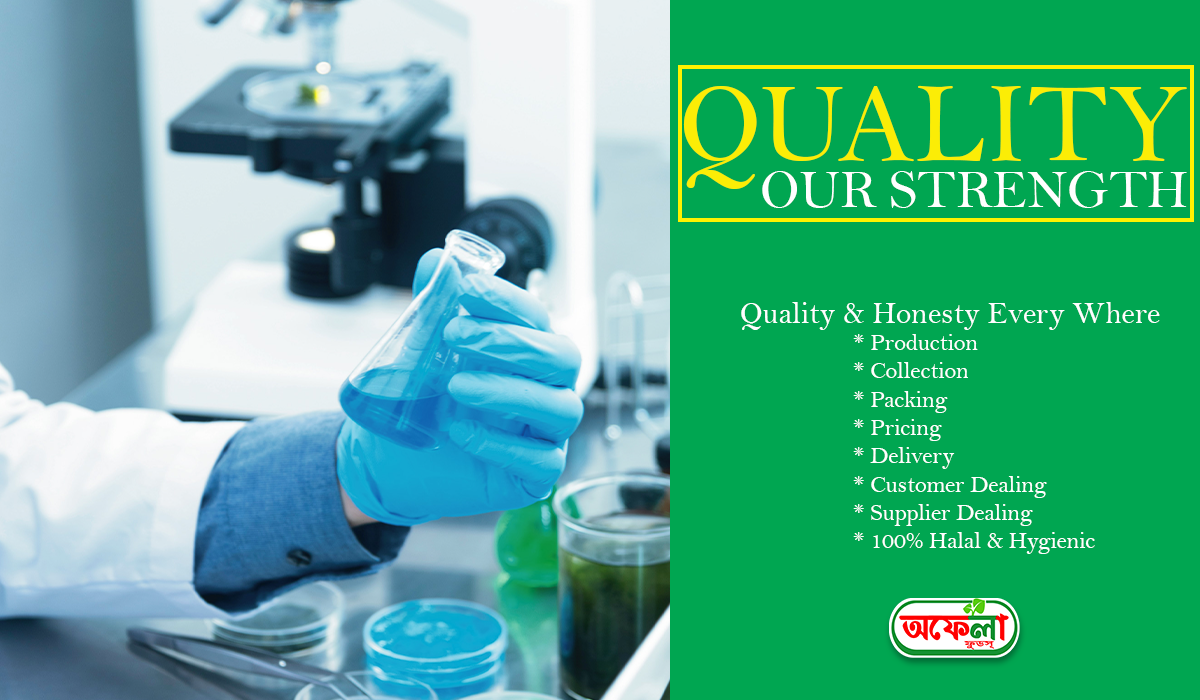 QUALITY
OUR STRENGTH
Quality & Honesty Every Where
* Production
* Collection
* Packing
* Pricing
* Delivery
* Customer Dealing
* Supplier Dealing
* 100% Halal & Hygienic
অফেলা
ফুডস্